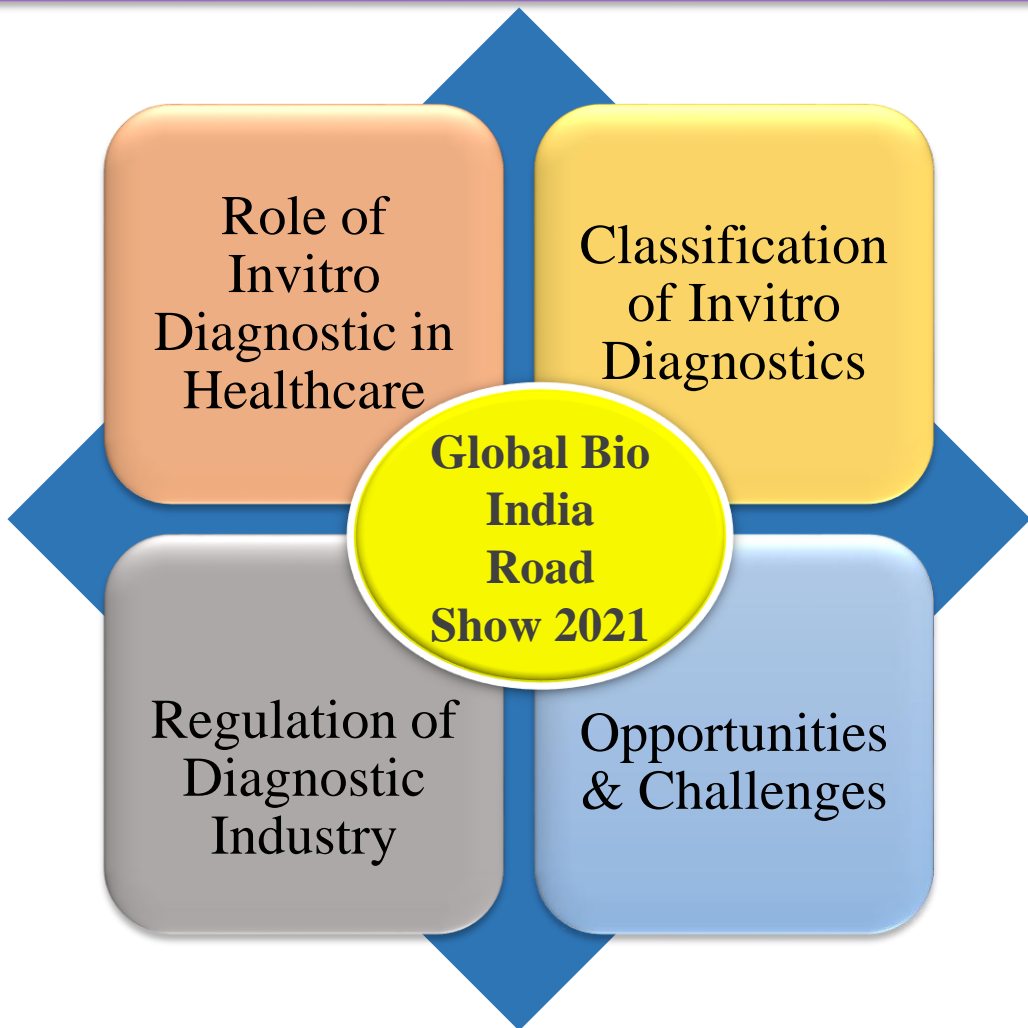 Role of
Invitro
Diagnostic in
Healthcare
Classification
of Invitro
Diagnostics
Global Bio
India
Road
Show 2021
Regulation of
Diagnostic
Industry
Opportunities
& Challenges